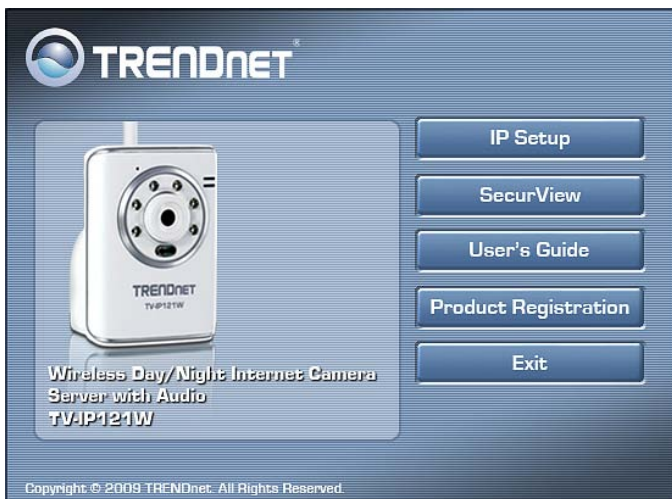 TRENDNET®
IP Setup
SecurView
User's Guide
Product Registration
Exit
TRENDNET
TV-IP121W
Wireless Day/Night Internet Camera
Server with Audio
TV-IP121W
Copyright © 2009 TRENDnet. All Rights Reserved.